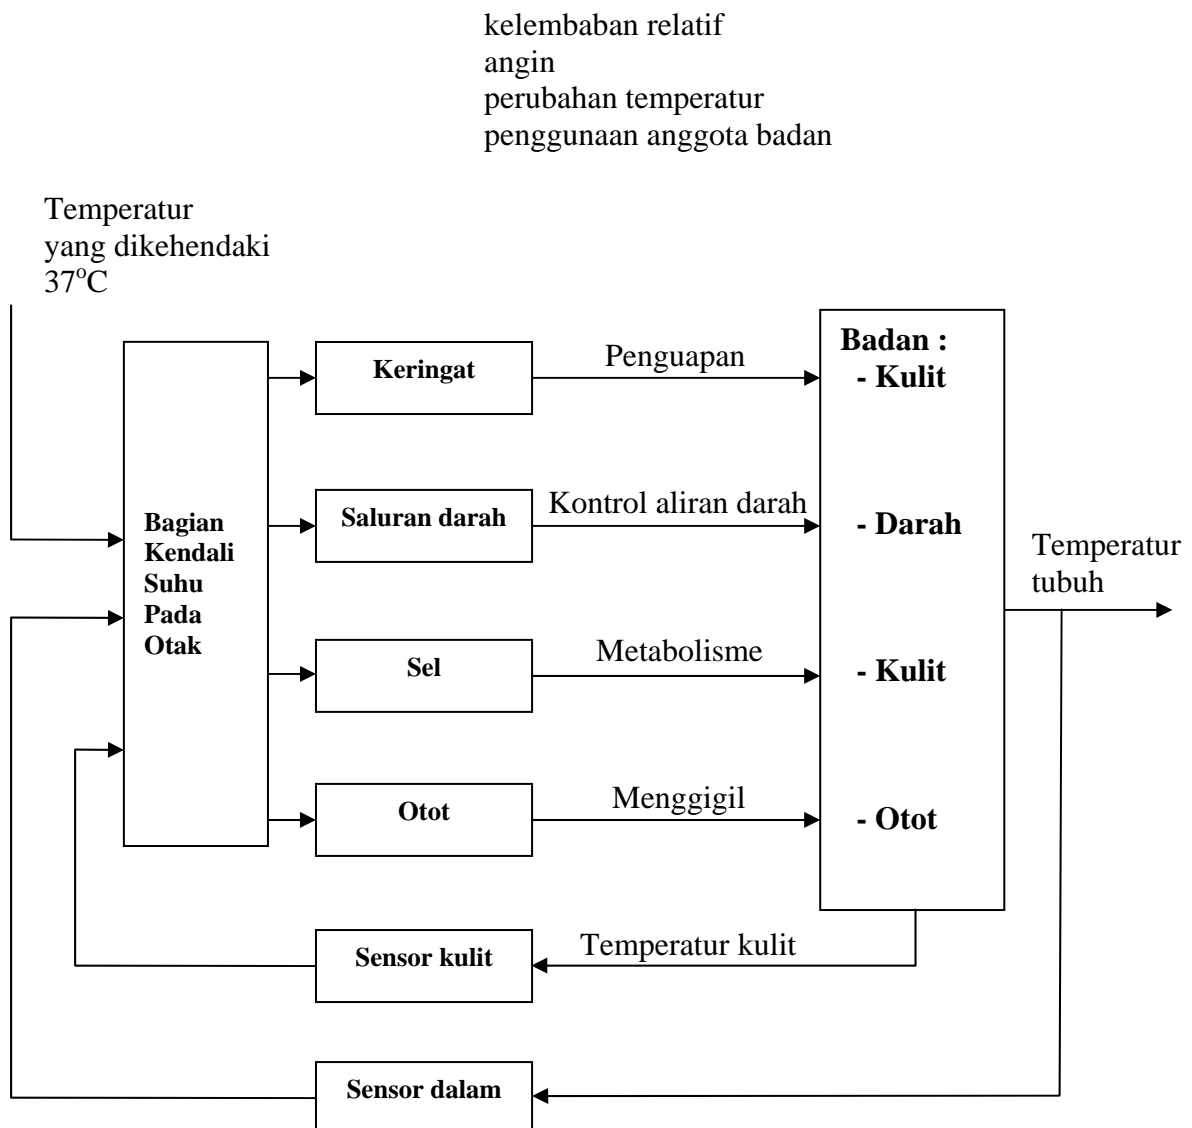 kelembaban relatif
angin
perubahan temperatur
penggunaan anggota badan
Temperatur
yang dikehendaki
37°C
Badan :
- Kulit
Keringat
Penguapan
Saluran darah
Kontrol aliran darah
- Darah
Bagian
Kendali
Suhu
Pada
Otak
Temperatur
tubuh
Sel
Metabolisme
- Kulit
Otot
Menggigil
- Otot
Sensor kulit
Temperatur kulit
Sensor dalam